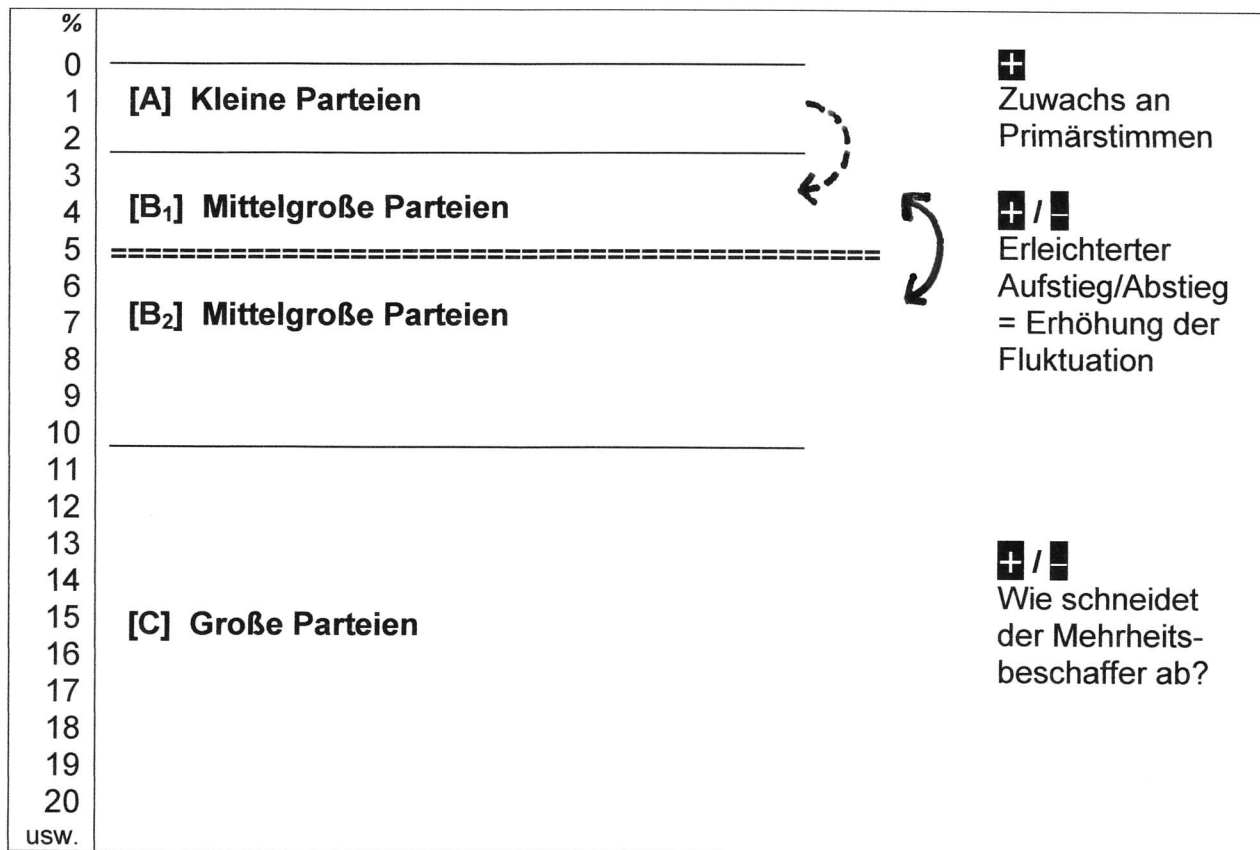 %
0
[A] Kleine Parteien
1
2
3
[B₁] Mittelgroße Parteien
4
5
======================================================
6
[B₂] Mittelgroße Parteien
7
8
9
10
11
12
13
14
15
[C] Große Parteien
16
17
18
19
20
usw.
+
Zuwachs an
Primärstimmen
+ / –
Erleichterter
Aufstieg/Abstieg
= Erhöhung der
Fluktuation
+ / –
Wie schneidet
der Mehrheits-
beschaffer ab?